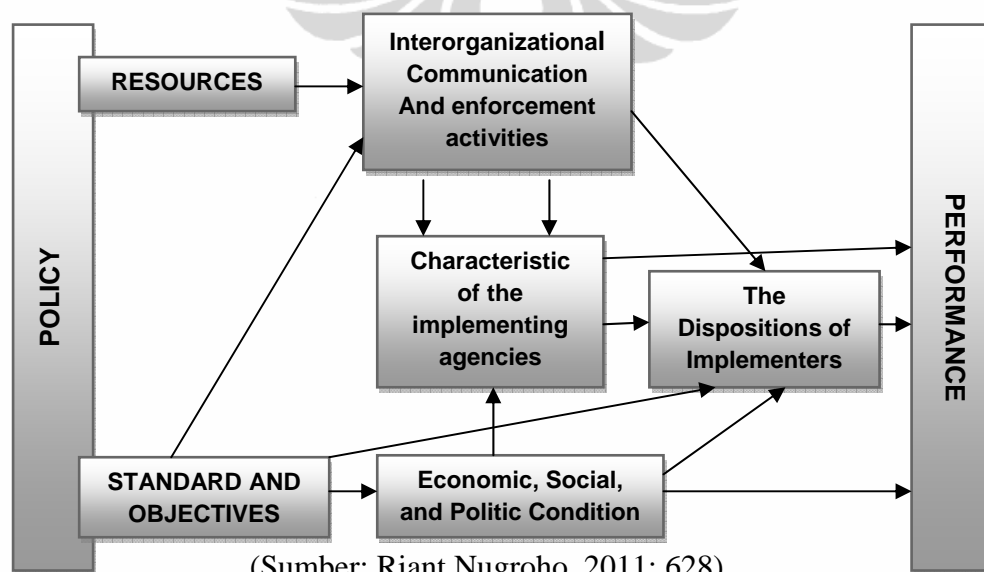 POLICY
RESOURCES
Interorganizational
Communication
And enforcement
activities
Characteristic
of the
implementing
agencies
The
Dispositions of
Implementers
PERFORMANCE
STANDARD AND
OBJECTIVES
Economic, Social,
and Politic Condition
(Sumber: Riant Nugroho, 2011: 628)